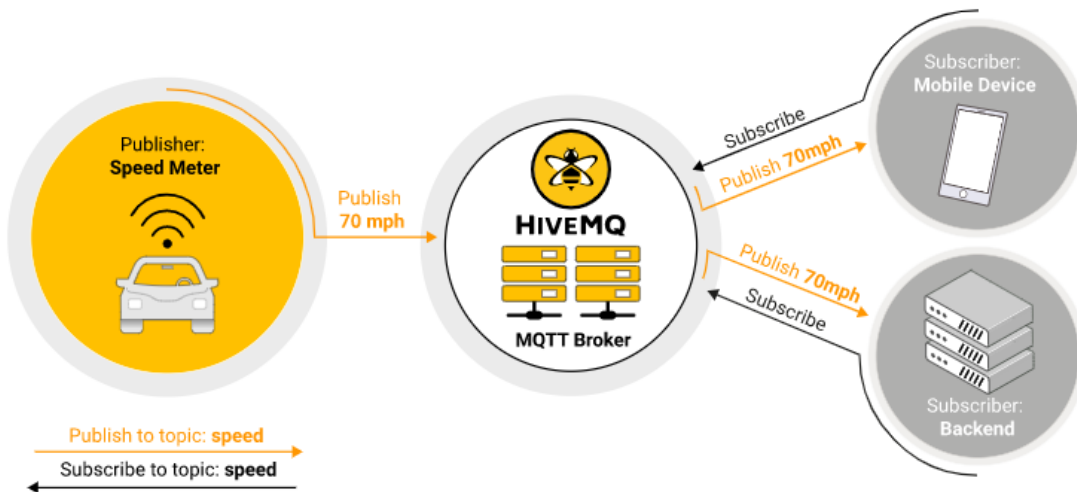 Publisher:
Speed Meter
Publish
70 mph
HIVEMQ
MQTT Broker
Subscribe
Publish 70mph
Subscriber:
Mobile Device
Publish 70mph
Subscribe
Subscriber:
Backend
Publish to topic: speed
Subscribe to topic: speed